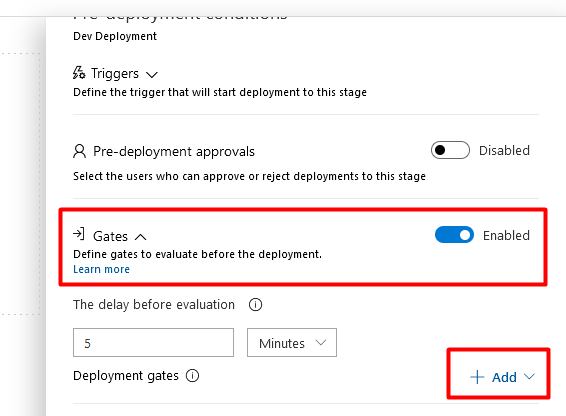 Pre-deployment conditions
Dev Deployment
Triggers
Define the trigger that will start deployment to this stage
Pre-deployment approvals
Disabled
Select the users who can approve or reject deployments to this stage
Gates
Enabled
Define gates to evaluate before the deployment.
Learn more
The delay before evaluation
5
Minutes
Deployment gates
Add